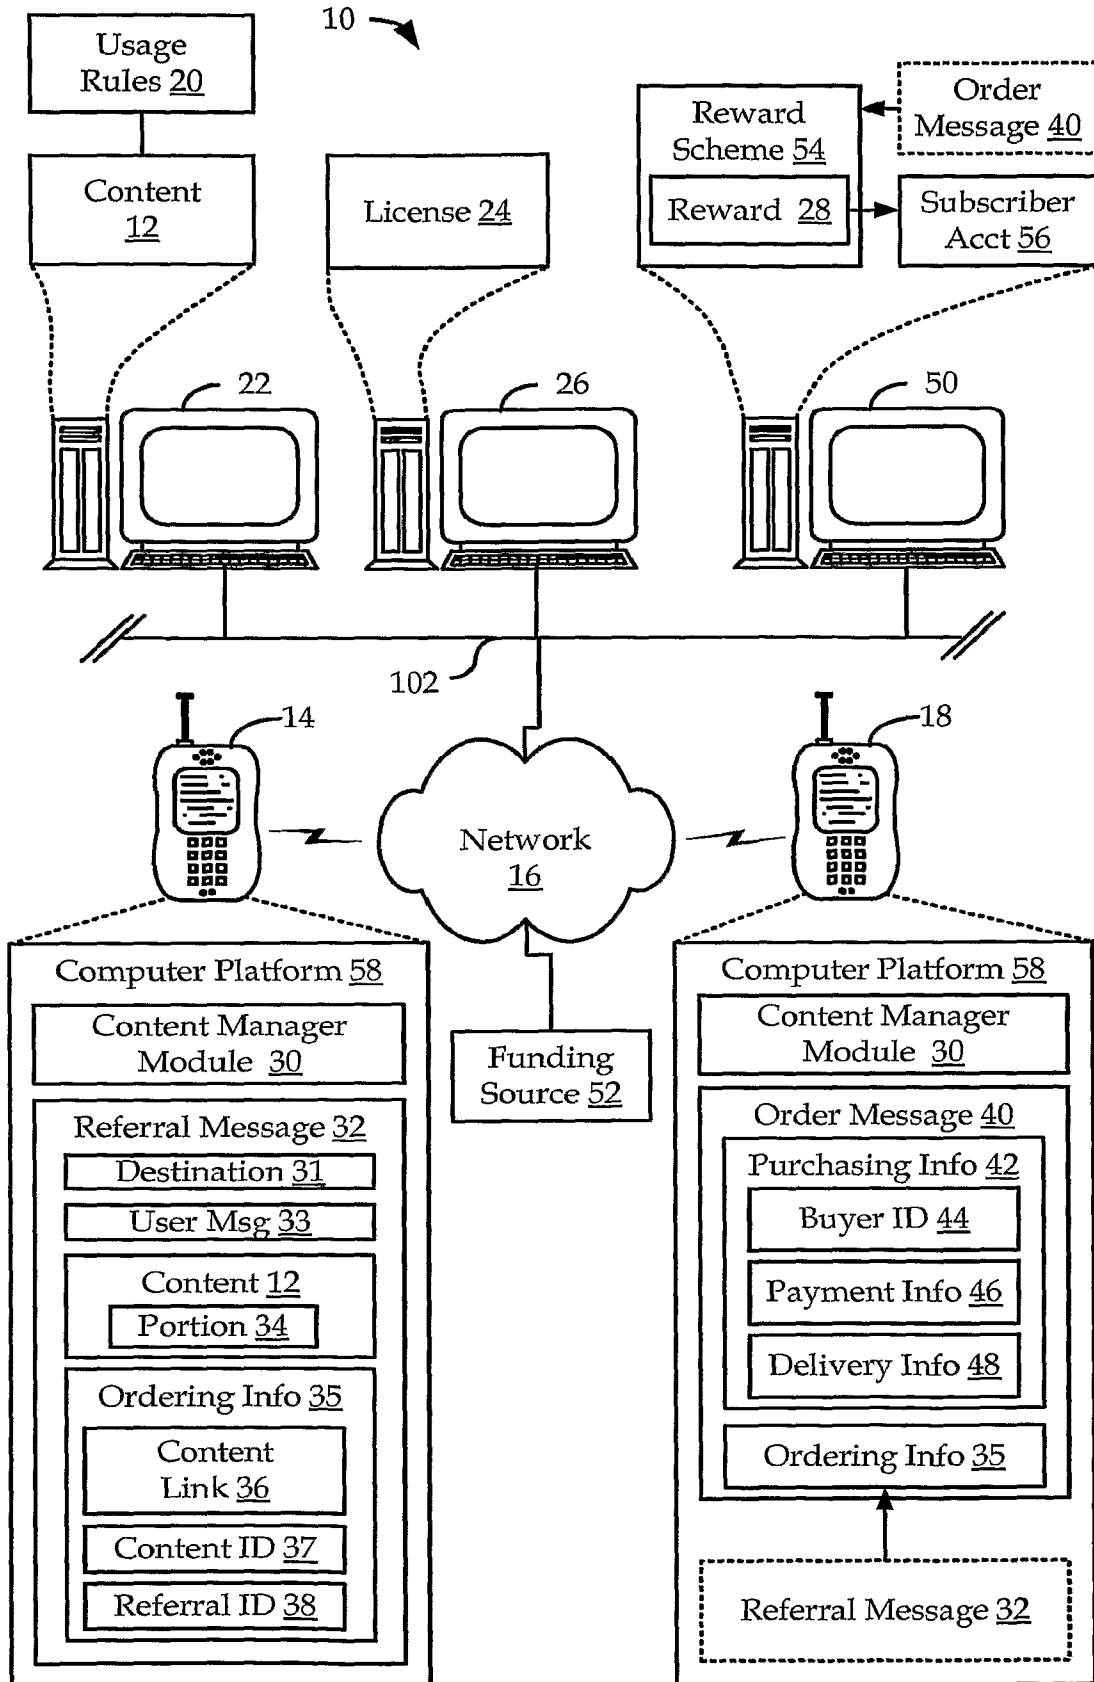 10
Usage
Rules 20
Content
12
License 24
Reward
Scheme 54
Reward 28
Order
Message 40
Subscriber
Acct 56
22
26
50
102
14
18
Network
16
Funding
Source 52
Computer Platform 58
Content Manager
Module 30
Referral Message 32
Destination 31
User Msg 33
Content 12
Portion 34
Ordering Info 35
Content
Link 36
Content ID 37
Referral ID 38
Computer Platform 58
Content Manager
Module 30
Order Message 40
Purchasing Info 42
Buyer ID 44
Payment Info 46
Delivery Info 48
Ordering Info 35
Referral Message 32